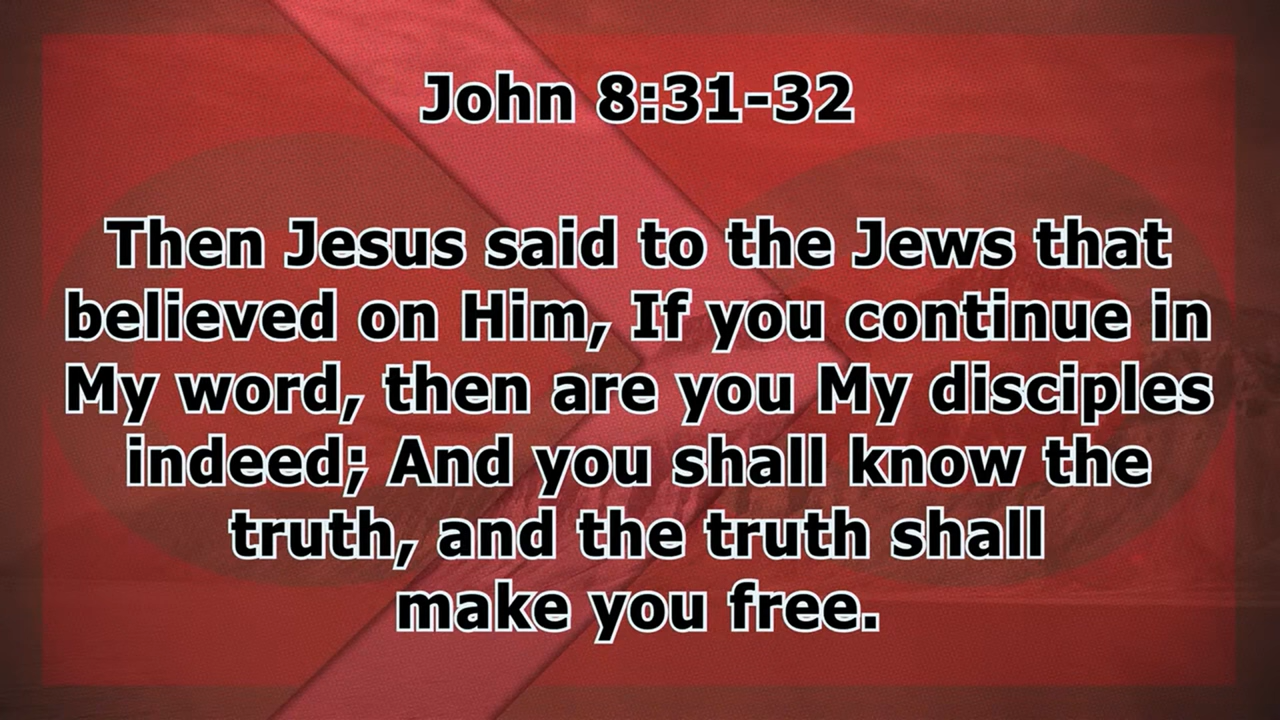 John 8:31-32
Then Jesus said to the Jews that
believed on Him, If you continue in
My word, then are you My disciples
indeed; And you shall know the
truth, and the truth shall
make you free.